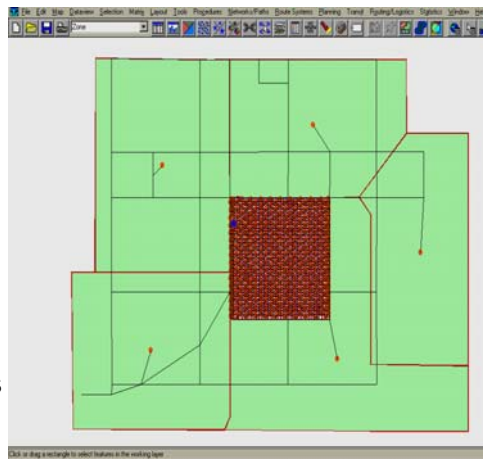 File Edit Map Dataview Selection Matrix Layout Tools Procedures Networks/Paths Route Systems Planning Transit Routing/Logistics Statistics Window
Zone
s
Click or drag a rectangle to select features in the working layer